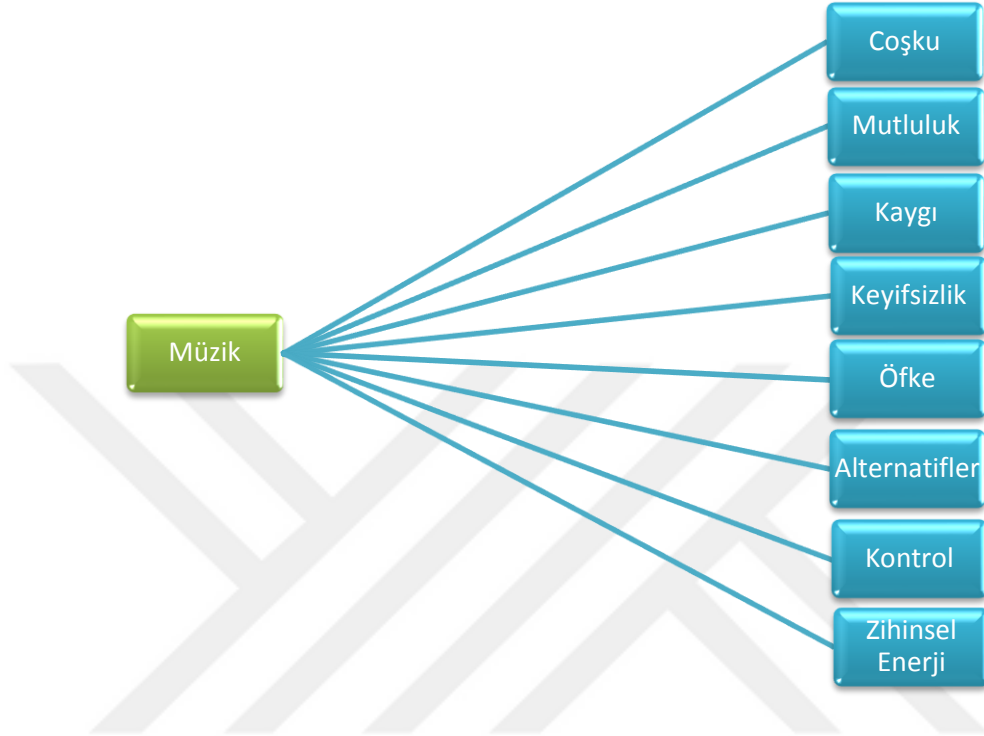 Coşku
Mutluluk
Kaygı
Keyifsizlik
Müzik
Öfke
Alternatifler
Kontrol
Zihinsel
Enerji